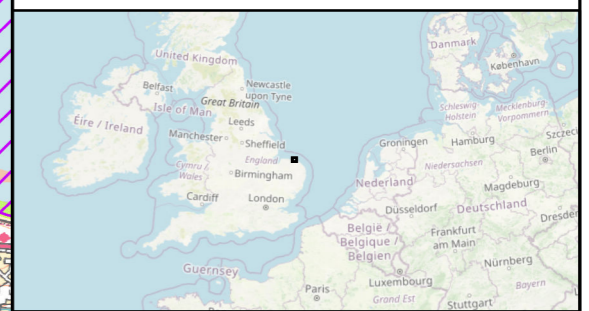 Danmark
København
United Kingdom
Belfast
Newcastle
upon Tyne
Great Britain
Isle of Man
Schleswig-
Holstein
Mecklenburg-
Vorpommern
Leeds
Éire / Ireland
Manchester
Sheffield
Groningen
Hamburg
England
Berlin
Cymru /
Wales
Birmingham
Niedersachsen
Nederland
Magdeburg
Cardiff
London
Düsseldorf
Deutschland
België /
Belgique /
Belgien
Frankfurt
am Main
Guernsey
Nürnberg
Luxembourg
Paris
Grand Est
Bayern
Stuttgart